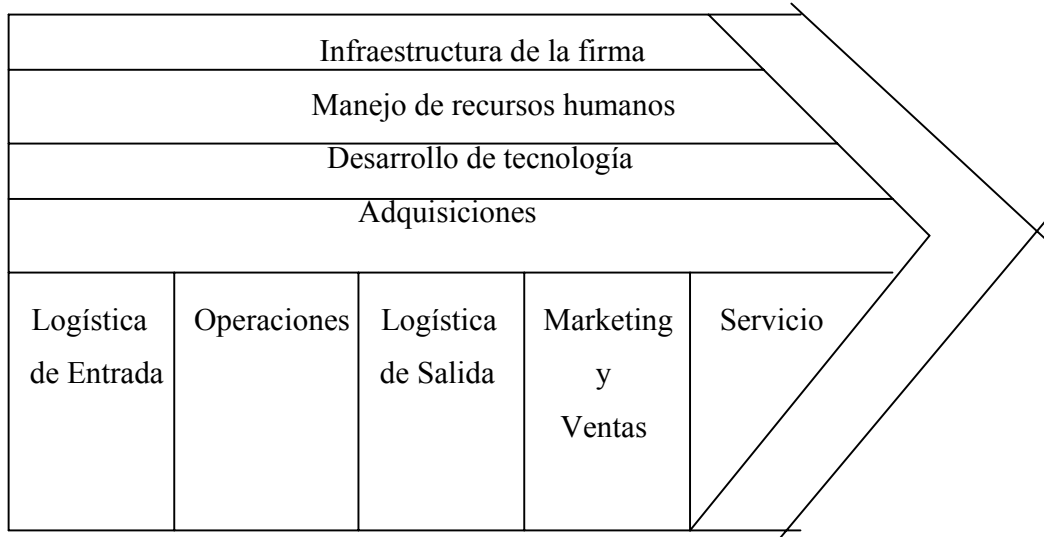 Infraestructura de la firma
Manejo de recursos humanos
Desarrollo de tecnología
Adquisiciones
Logística
de Entrada
Operaciones
Logística
de Salida
Marketing
y
Ventas
Servicio